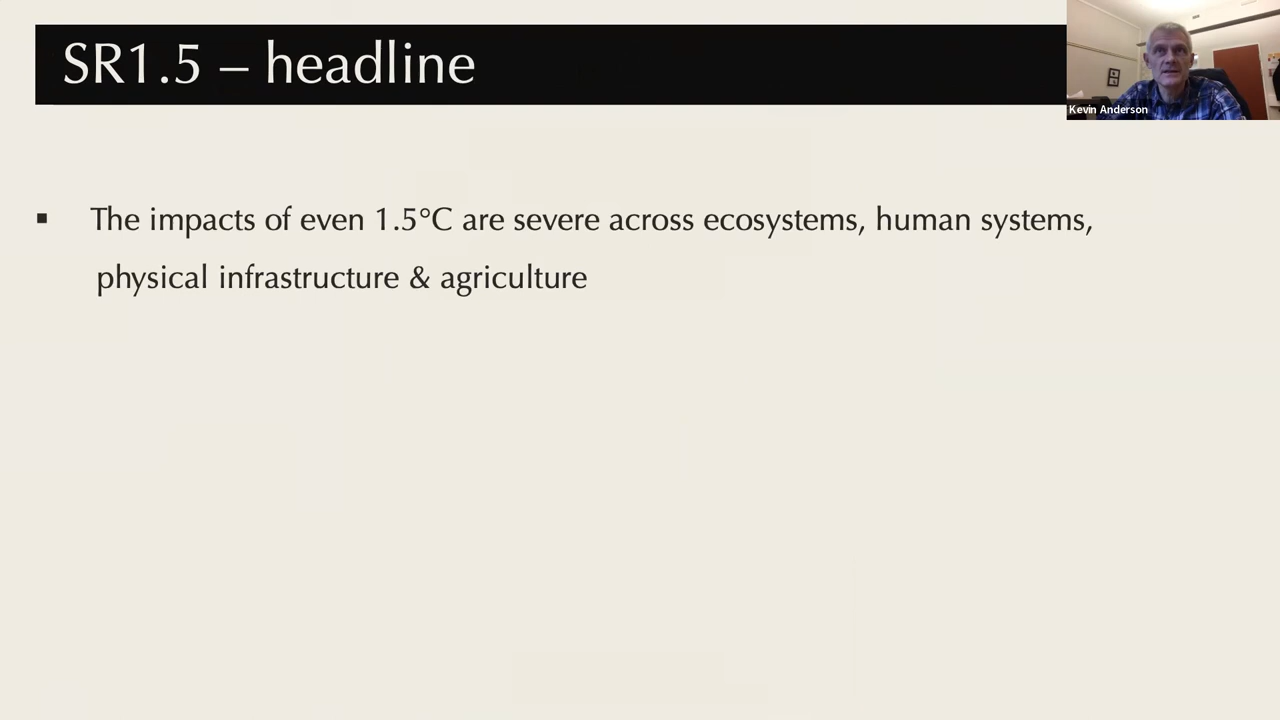 SR1.5 – headline
Kevin Anderson
▪ The impacts of even 1.5°C are severe across ecosystems, human systems,
physical infrastructure & agriculture